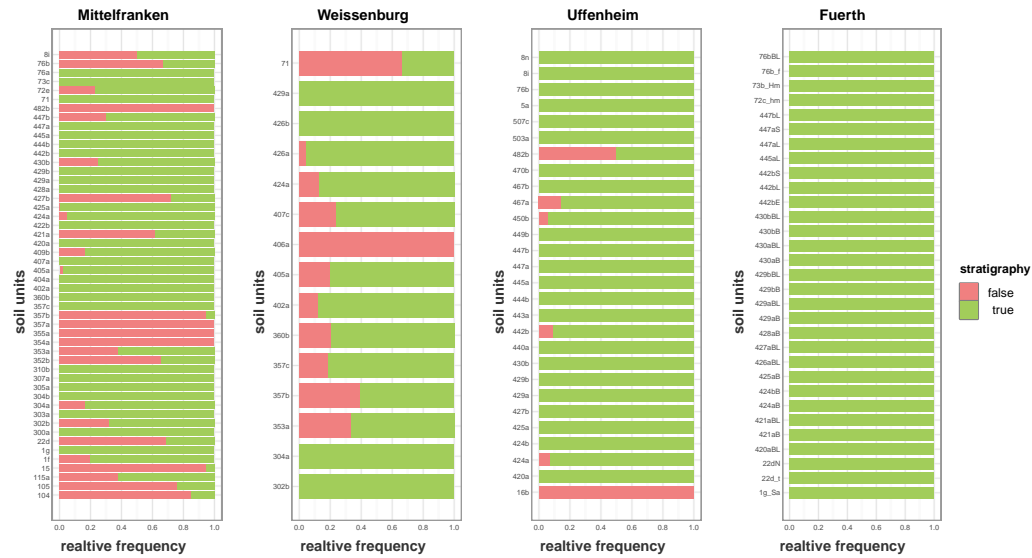 Mittelfranken
soil units
8i
76b
76a
73c
72e
71
482b
447b
447a
445a
444b
442b
430b
429b
429a
428a
427b
425a
424a
422b
421a
420a
409b
407a
405a
404a
402a
360b
357c
357b
357a
355a
354a
353a
352b
310b
307a
305a
304b
304a
303a
302b
300a
22d
1g
1f
15
115a
105
104
0.0 0.2 0.4 0.6 0.8 1.0
realtive frequency
Weissenburg
soil units
71
429a
426b
426a
424a
407c
406a
405a
402a
360b
357c
357b
353a
304a
302b
0.0 0.2 0.4 0.6 0.8 1.0
realtive frequency
Uffenheim
soil units
8n
8i
76b
5a
507c
503a
482b
470b
467b
467a
450b
449b
447b
447a
445a
444b
443a
442b
440a
430b
429b
429a
427b
425a
424b
424a
420a
16b
0.0 0.2 0.4 0.6 0.8 1.0
realtive frequency
Fuerth
soil units
76bBL
76b_f
73b_Hm
72c_hm
447bL
447aS
447aL
445aL
442bS
442bL
442bE
430bBL
430bB
430aBL
430aB
429bBL
429bB
429aBL
429aB
428aB
427aBL
426aBL
425aB
424bB
424aB
421aBL
421aB
420aBL
22dN
22d_t
1g_Sa
0.0 0.2 0.4 0.6 0.8 1.0
realtive frequency
stratigraphy
false
true